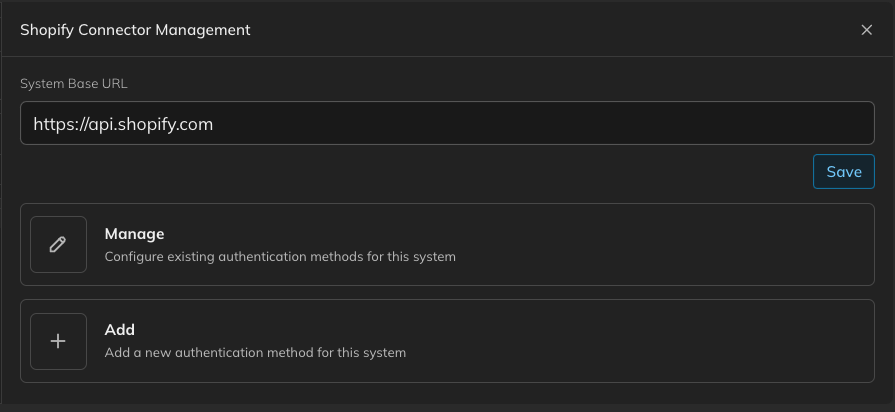 Shopify Connector Management
System Base URL
https://api.shopify.com
Save
Manage
Configure existing authentication methods for this system
Add
Add a new authentication method for this system